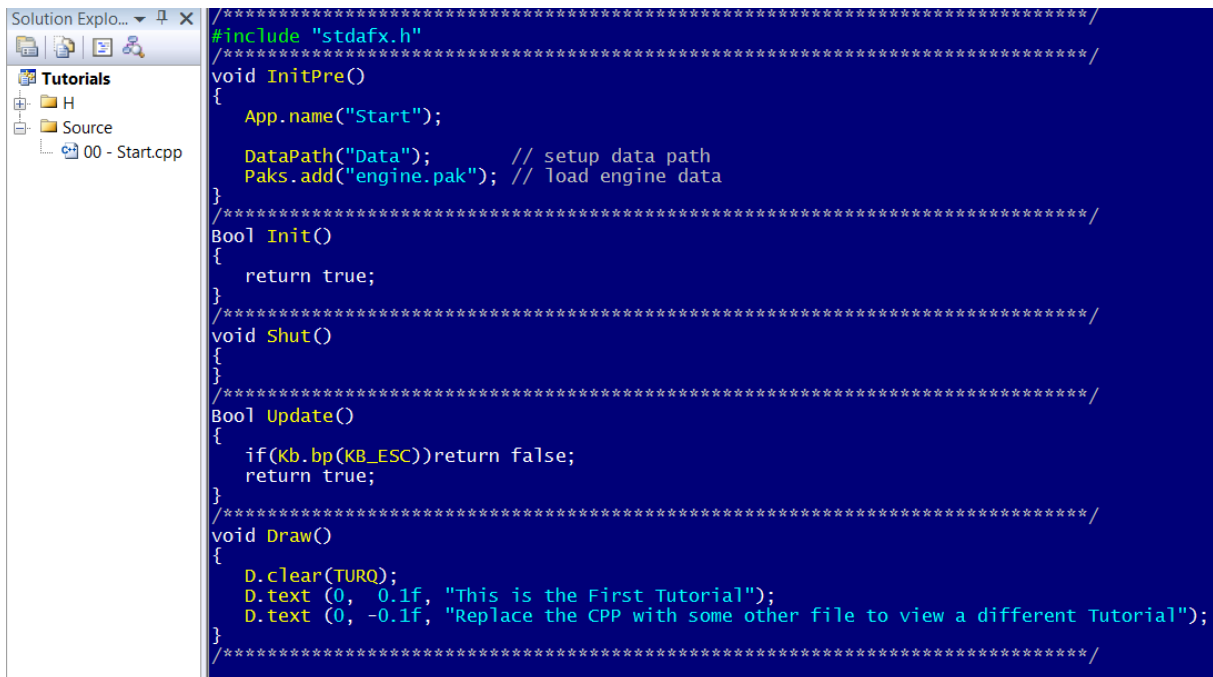 Solution Explo...
Tutorials
H
Source
00 - Start.cpp
/******************************************************************************/
#include "stdafx.h"
/******************************************************************************/
void InitPre()
{
   App.name("Start");

   DataPath("Data");       // setup data path
   Paks.add("engine.pak"); // load engine data
}
/******************************************************************************/
Bool Init()
{
   return true;
}
/******************************************************************************/
void Shut()
{
}
/******************************************************************************/
Bool Update()
{
   if(Kb.bp(KB_ESC))return false;
   return true;
}
/******************************************************************************/
void Draw()
{
   D.clear(TURQ);
   D.text (0,  0.1f, "This is the First Tutorial");
   D.text (0, -0.1f, "Replace the CPP with some other file to view a different Tutorial");
}
/******************************************************************************/